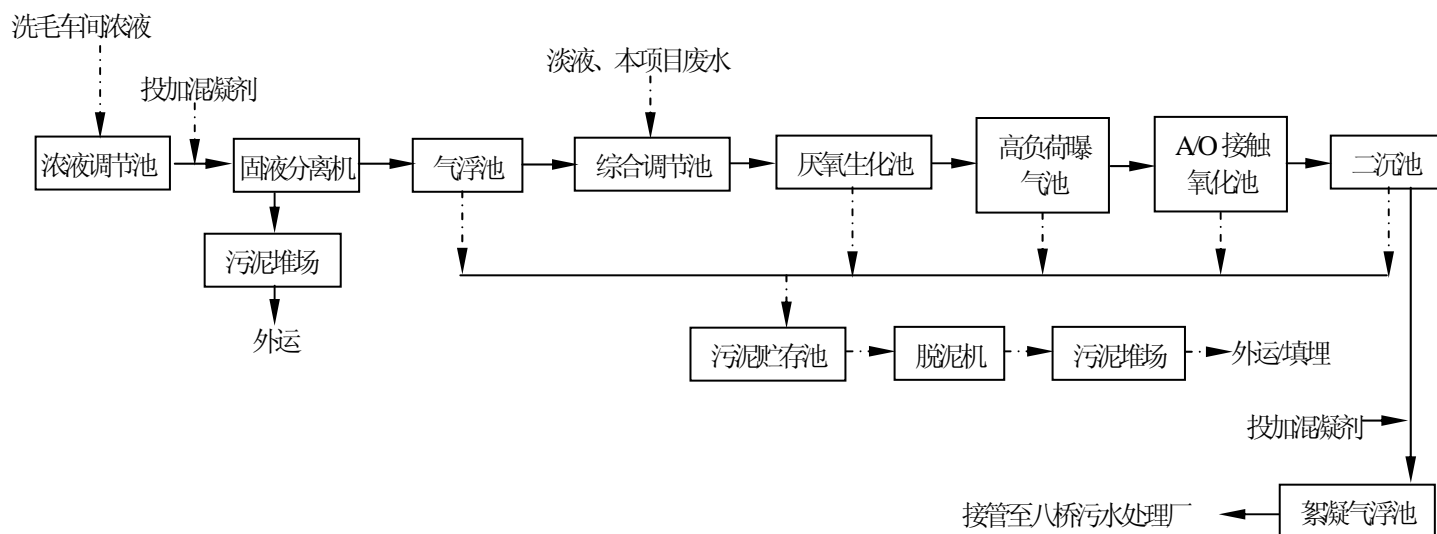 洗毛车间浓液
淡液、本项目废水
投加混凝剂
浓液调节池
固液分离机
气浮池
综合调节池
厌氧生化池
高负荷曝
气池
A/O 接触
氧化池
二沉池
污泥堆场
外运
污泥贮存池
脱泥机
污泥堆场
外运填埋
投加混凝剂
接管至八桥污水处理厂
絮凝气浮池